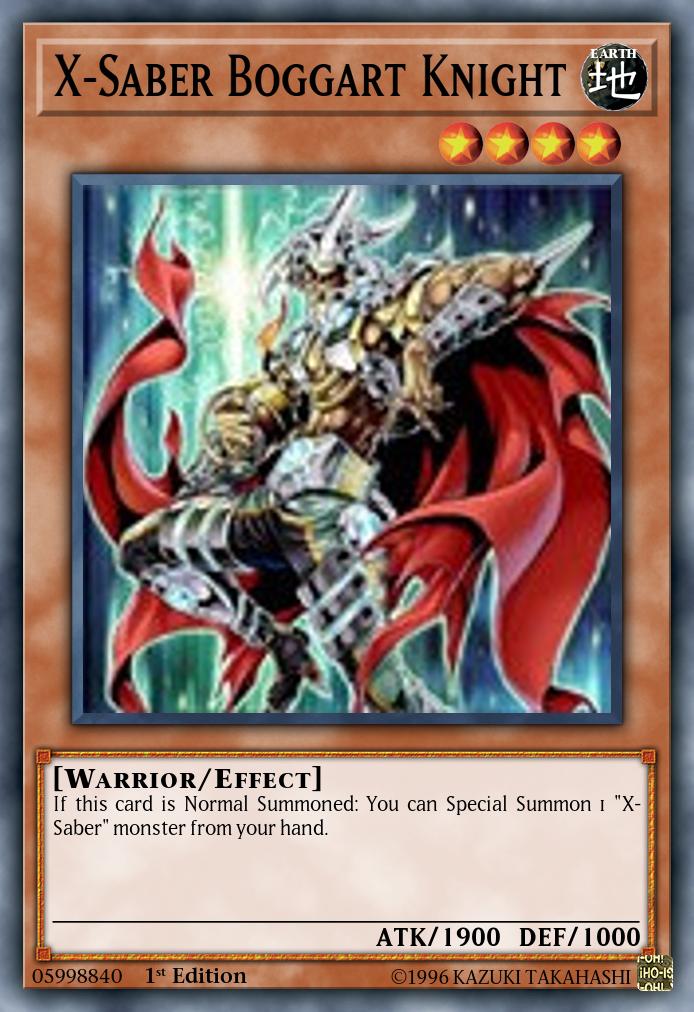 X-Saber Boggart Knight
EARTH
地
[Warrior/Effect]
If this card is Normal Summoned: You can Special Summon 1 "X-
Saber" monster from your hand.
ATK/1900 DEF/1000
05998840 1st Edition ©1996 KAZUKI TAKAHASHI